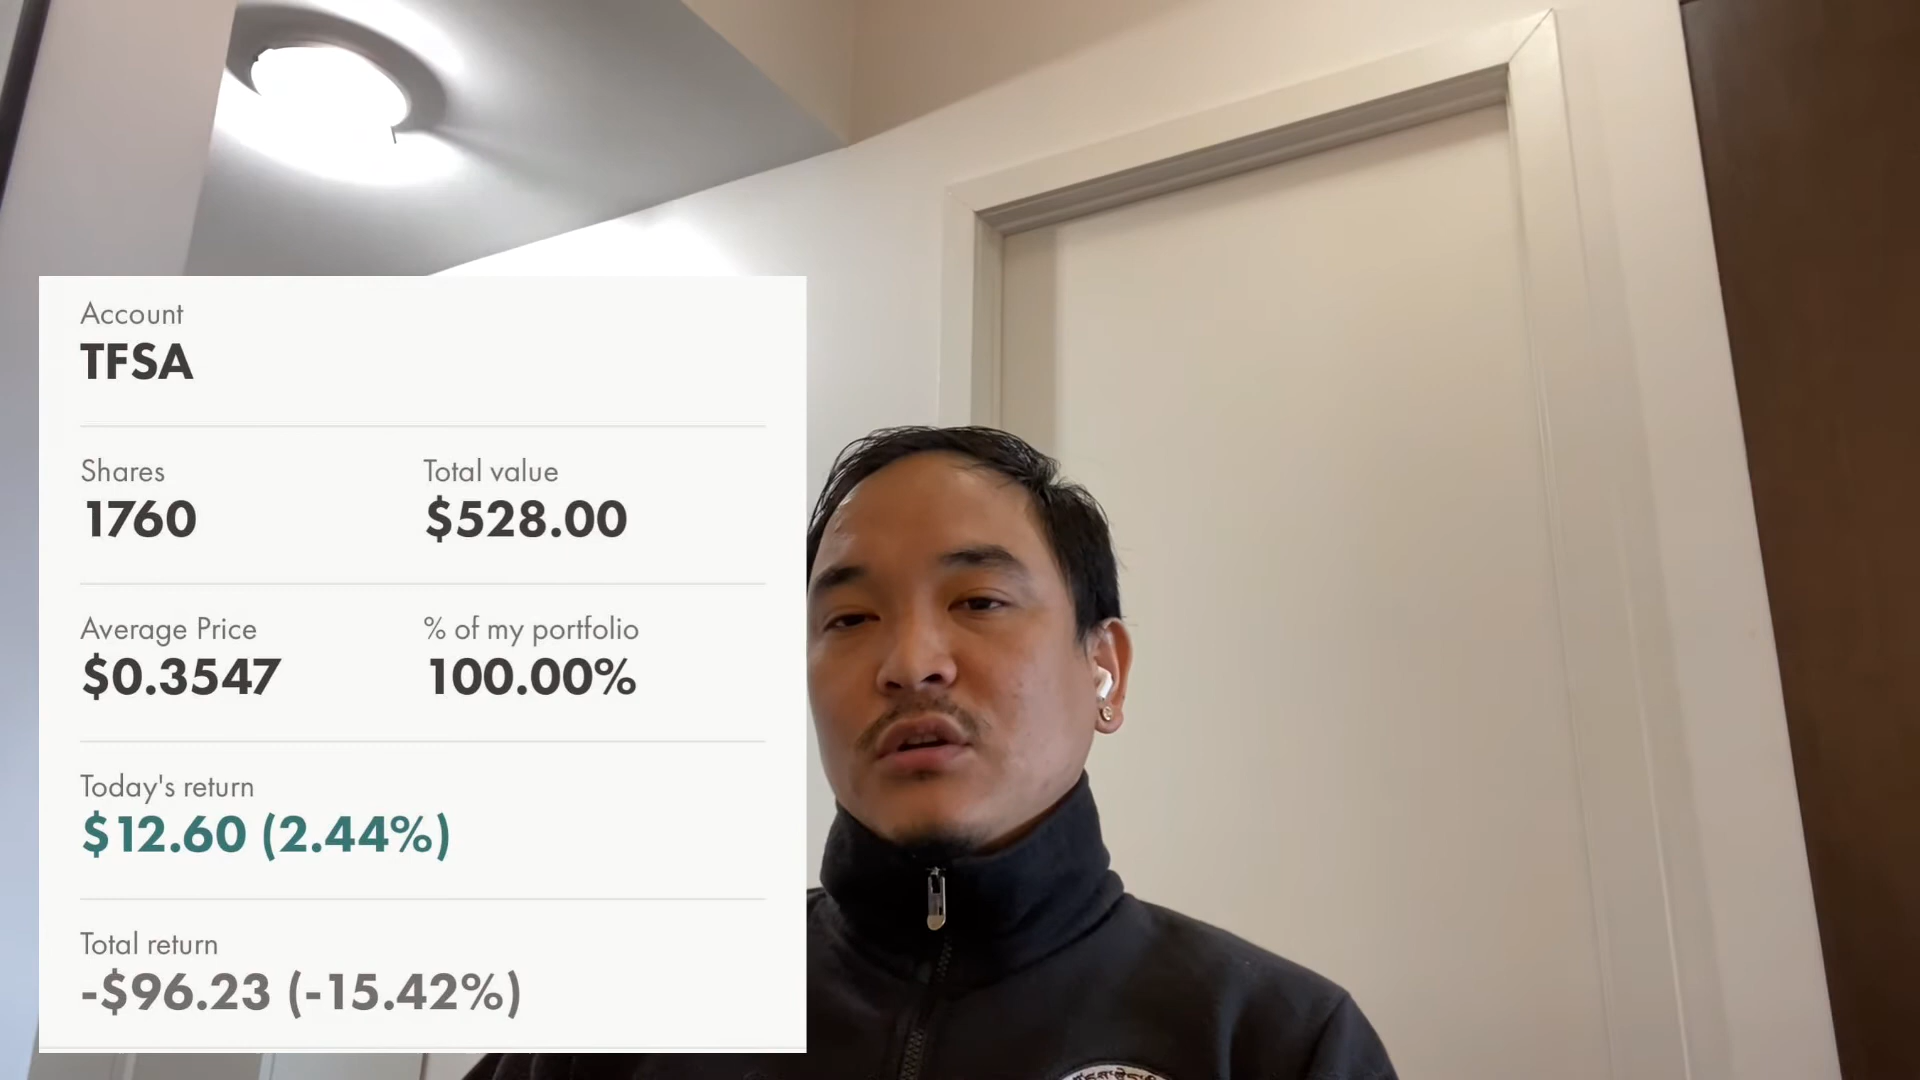 Account
TFSA
Shares
1760
Total value
$528.00
Average Price
$0.3547
% of my portfolio
100.00%
Today's return
$12.60 (2.44%)
Total return
-$96.23 (-15.42%)